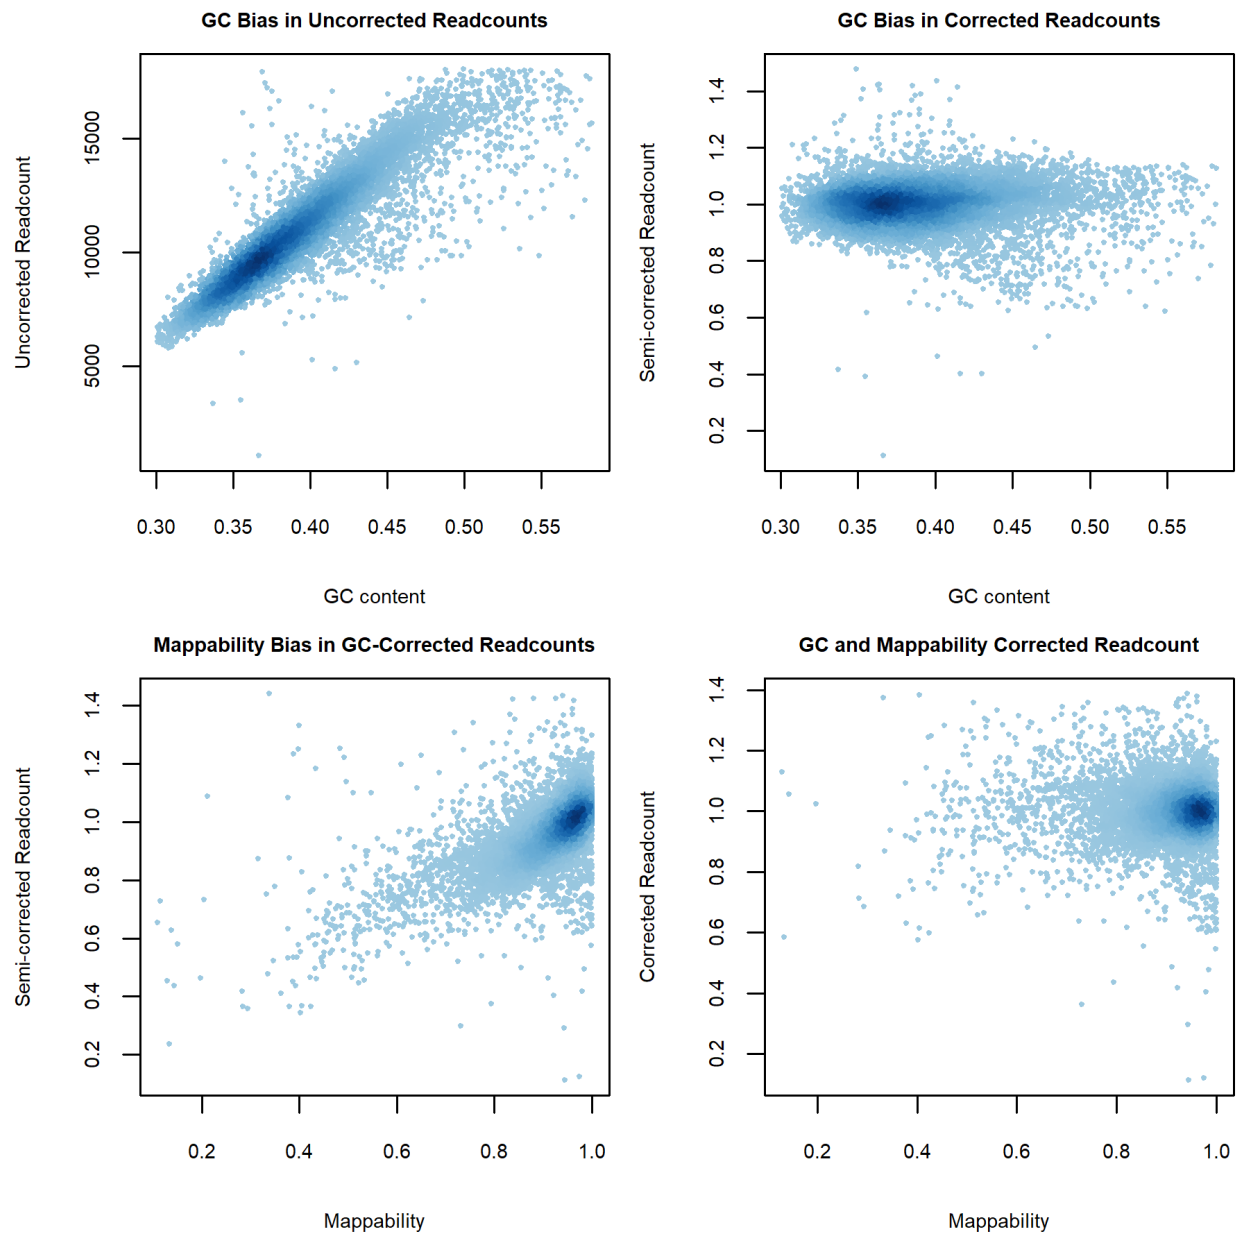 GC Bias in Uncorrected Readcounts
Uncorrected Readcount
15000
10000
5000
0.30 0.35 0.40 0.45 0.50 0.55
GC content
GC Bias in Corrected Readcounts
Semi-corrected Readcount
1.4
1.2
1.0
0.8
0.6
0.4
0.2
0.30 0.35 0.40 0.45 0.50 0.55
GC content
Mappability Bias in GC-Corrected Readcounts
Semi-corrected Readcount
1.4
1.2
1.0
0.8
0.6
0.4
0.2
0.2 0.4 0.6 0.8 1.0
Mappability
GC and Mappability Corrected Readcount
Corrected Readcount
1.4
1.2
1.0
0.8
0.6
0.4
0.2
0.2 0.4 0.6 0.8 1.0
Mappability